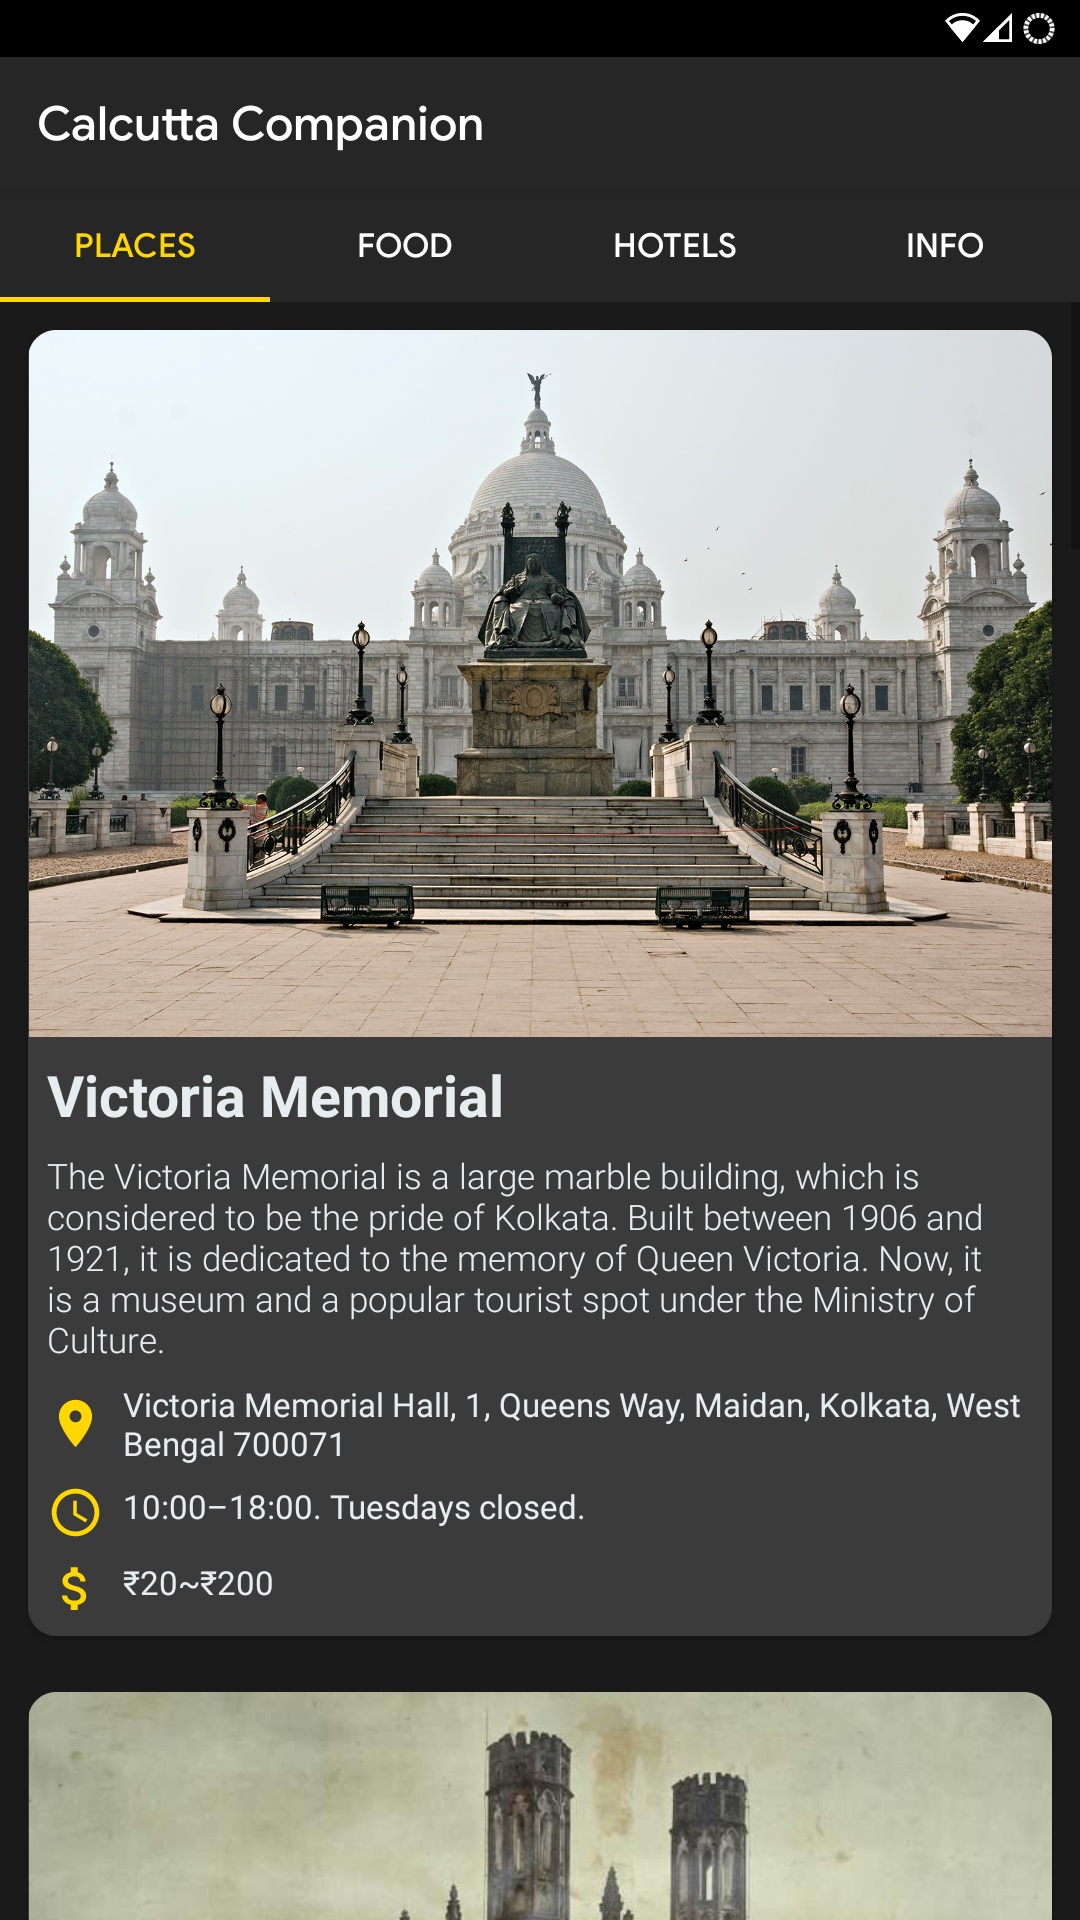 Calcutta Companion
PLACES FOOD HOTELS INFO
Victoria Memorial
The Victoria Memorial is a large marble building, which is
considered to be the pride of Kolkata. Built between 1906 and
1921, it is dedicated to the memory of Queen Victoria. Now, it
is a museum and a popular tourist spot under the Ministry of
Culture.
Victoria Memorial Hall, 1, Queens Way, Maidan, Kolkata, West
Bengal 700071
10:00–18:00. Tuesdays closed.
₹20~₹200